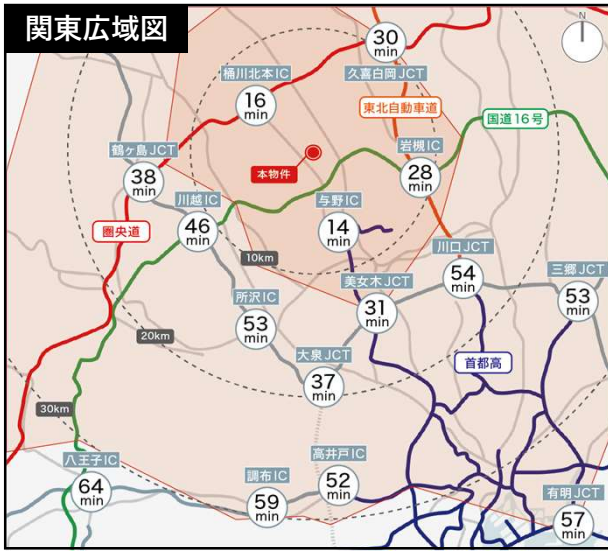 関東広域図
30
min
久喜白岡JCT
桶川北本IC
16
min
東北自動車道
国道16号
鶴ヶ島JCT
38
min
本物件
岩槻IC
28
min
川越IC
46
min
与野IC
14
min
圏央道
10km
川口JCT
54
min
三郷JCT
53
min
美女木JCT
31
min
所沢IC
53
min
20km
大泉JCT
37
min
首都高
30km
八王子IC
64
min
調布IC
59
min
高井戸IC
52
min
有明JCT
57
min